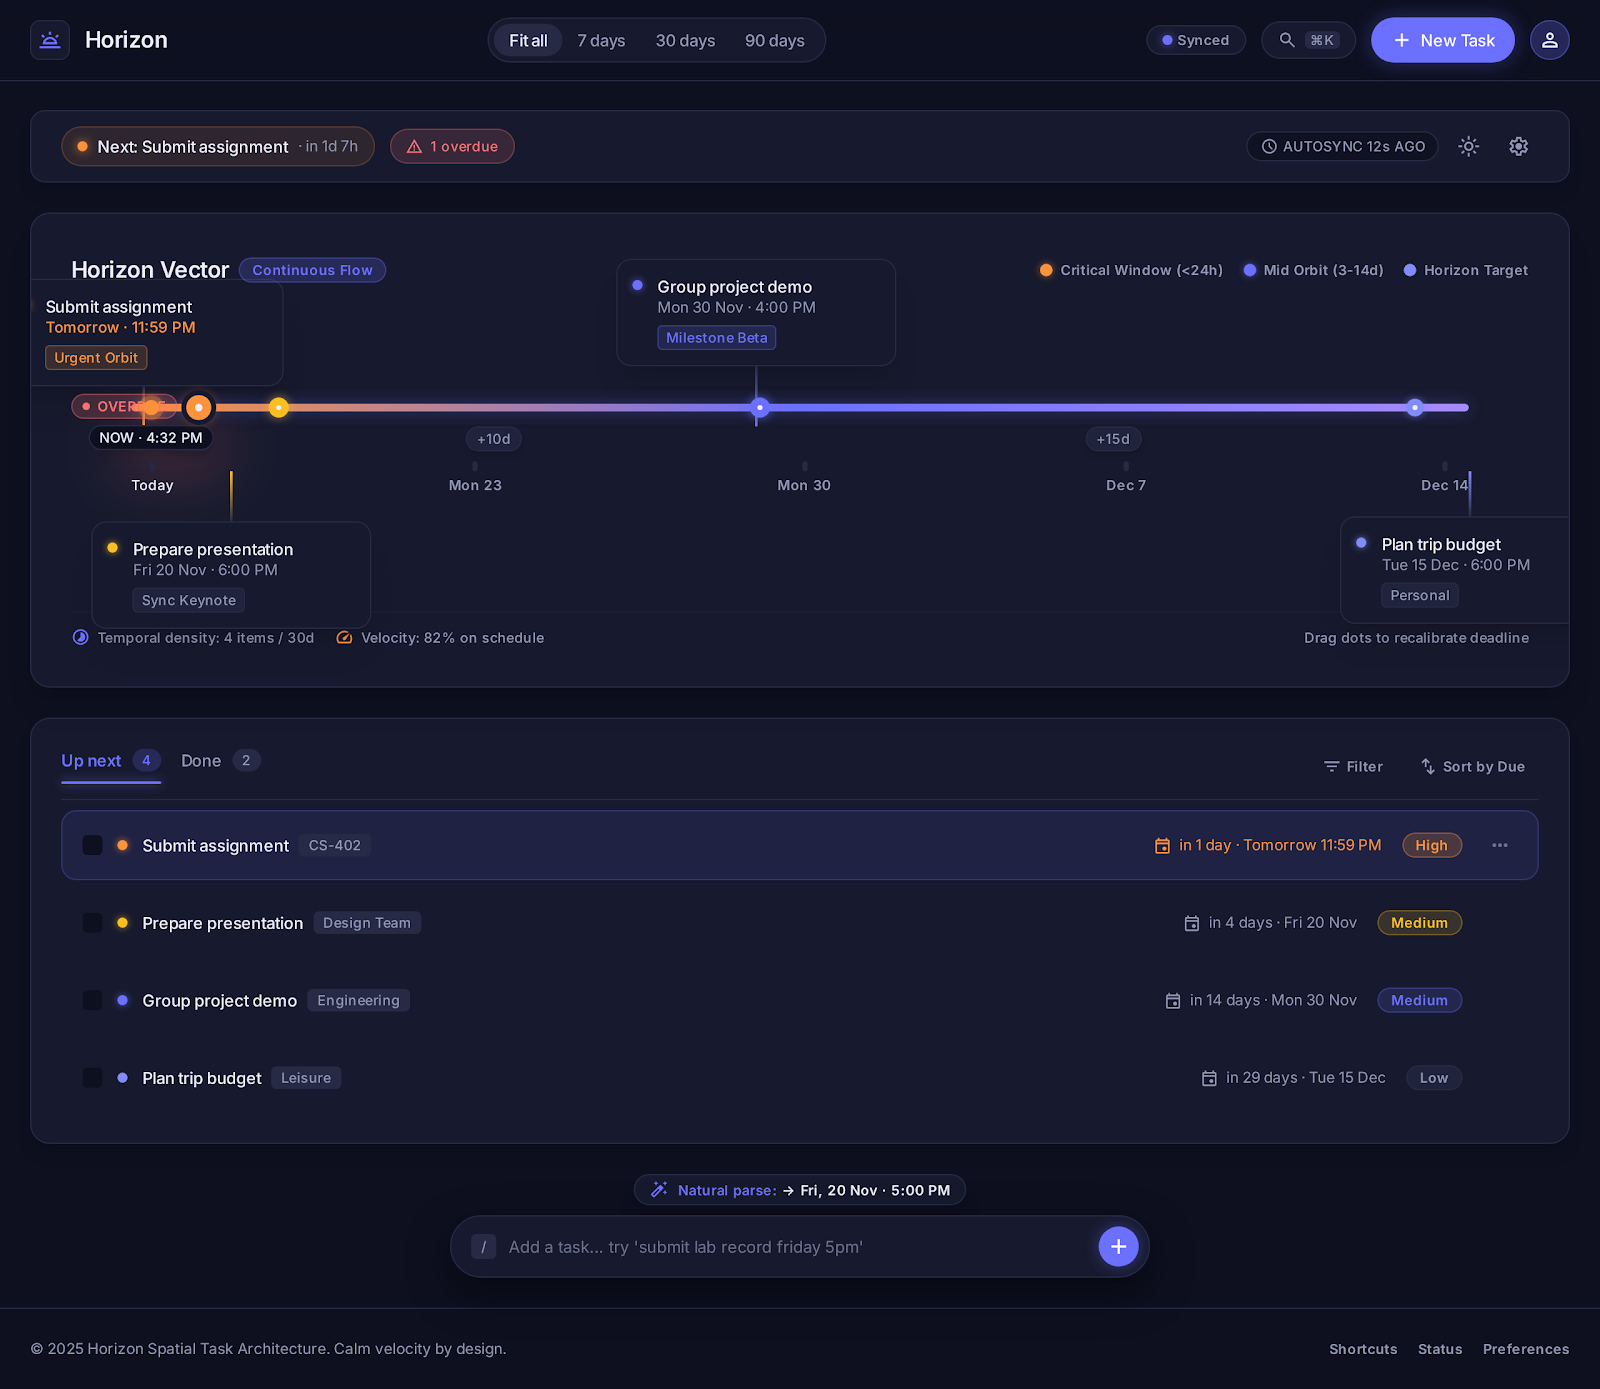 Horizon
Fit all 7 days 30 days 90 days
Synced
⌘K
New Task
Next: Submit assignment · in 1d 7h
1 overdue
AUTOSYNC 12s AGO
Horizon Vector
Continuous Flow
Critical Window (<24h) Mid Orbit (3-14d) Horizon Target
Submit assignment
Tomorrow · 11:59 PM
Urgent Orbit
Group project demo
Mon 30 Nov · 4:00 PM
Milestone Beta
NOW · 4:32 PM
+10d +15d
Today Mon 23 Mon 30 Dec 7 Dec 14
Prepare presentation
Fri 20 Nov · 6:00 PM
Sync Keynote
Plan trip budget
Tue 15 Dec · 6:00 PM
Personal
Temporal density: 4 items / 30d Velocity: 82% on schedule
Drag dots to recalibrate deadline
Up next 4 Done 2
Filter Sort by Due
Submit assignment CS-402 in 1 day · Tomorrow 11:59 PM High
Prepare presentation Design Team in 4 days · Fri 20 Nov Medium
Group project demo Engineering in 14 days · Mon 30 Nov Medium
Plan trip budget Leisure in 29 days · Tue 15 Dec Low
Natural parse: → Fri, 20 Nov · 5:00 PM
/ Add a task... try 'submit lab record friday 5pm'
© 2025 Horizon Spatial Task Architecture. Calm velocity by design.
Shortcuts Status Preferences